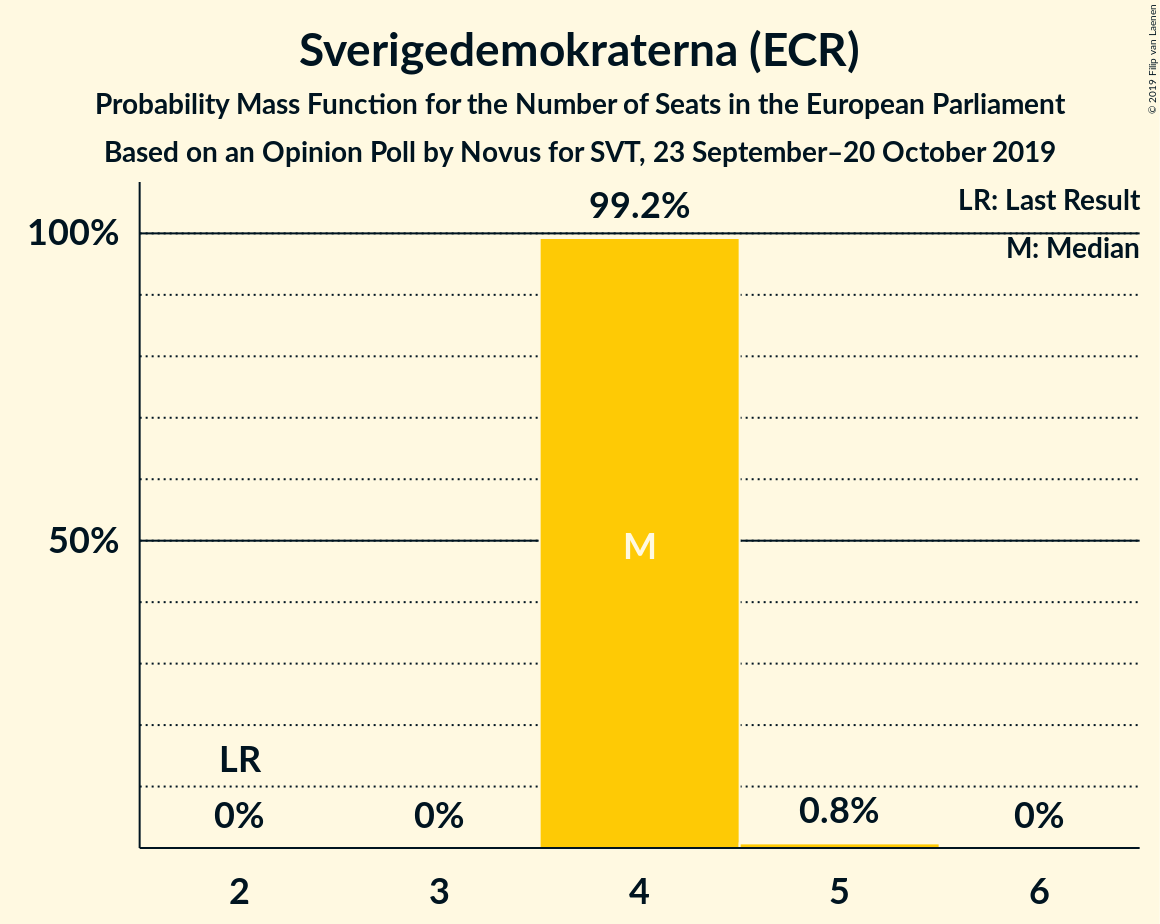 Sverigedemokraterna (ECR)
Probability Mass Function for the Number of Seats in the European Parliament
Based on an Opinion Poll by Novus for SVT, 23 September–20 October 2019
© 2019 Filip van Laenen
LR: Last Result
M: Median
99.2%
100%
50%
M
LR
0%
0%
0.8%
0%
2
3
4
5
6